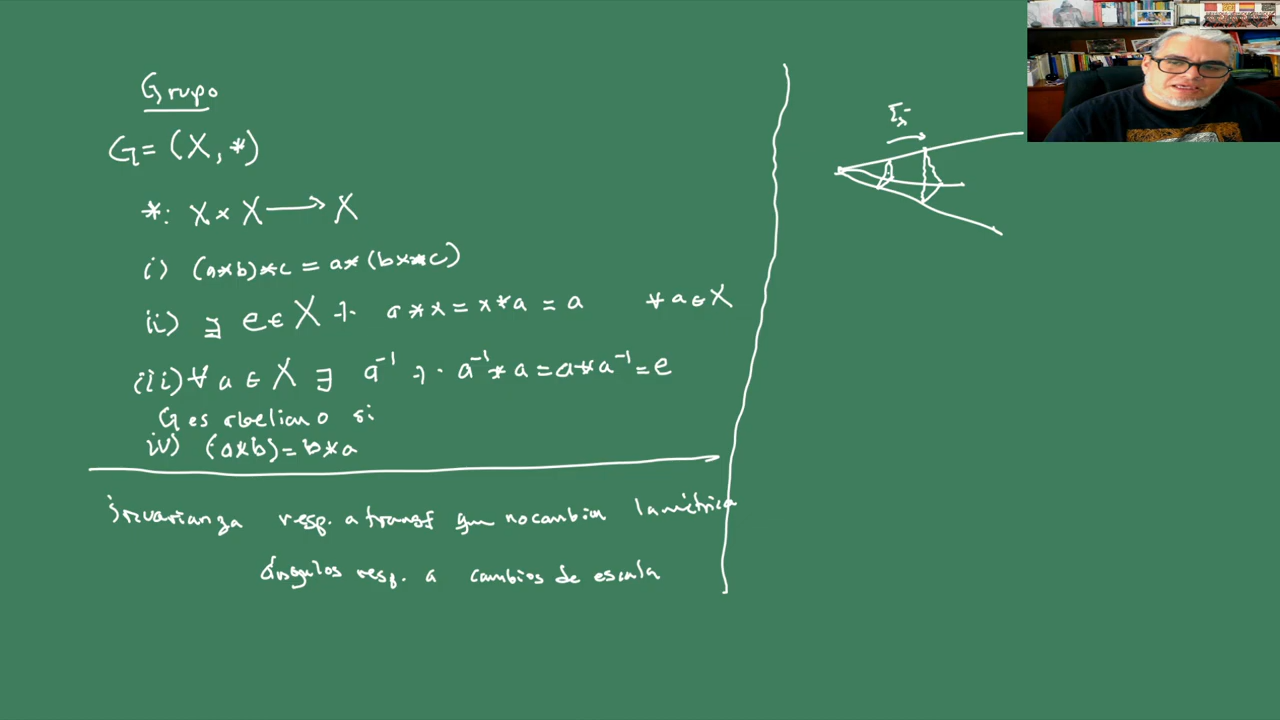 Grupo
G = (X, *)
*: X × X → X
i) (a*b)*c = a*(b**c)
ii) ∃ e ∈ X ⊣· a*x = x*a = a ∀ a ∈ X
iii) ∀ a ∈ X ∃ a⁻¹ ⊣· a⁻¹*a = a*a⁻¹ = e
G es abeliano si
iv) (a*b) = b*a
invarianza resp. a transf que no cambian la métrica
ángulos resp. a cambios de escala